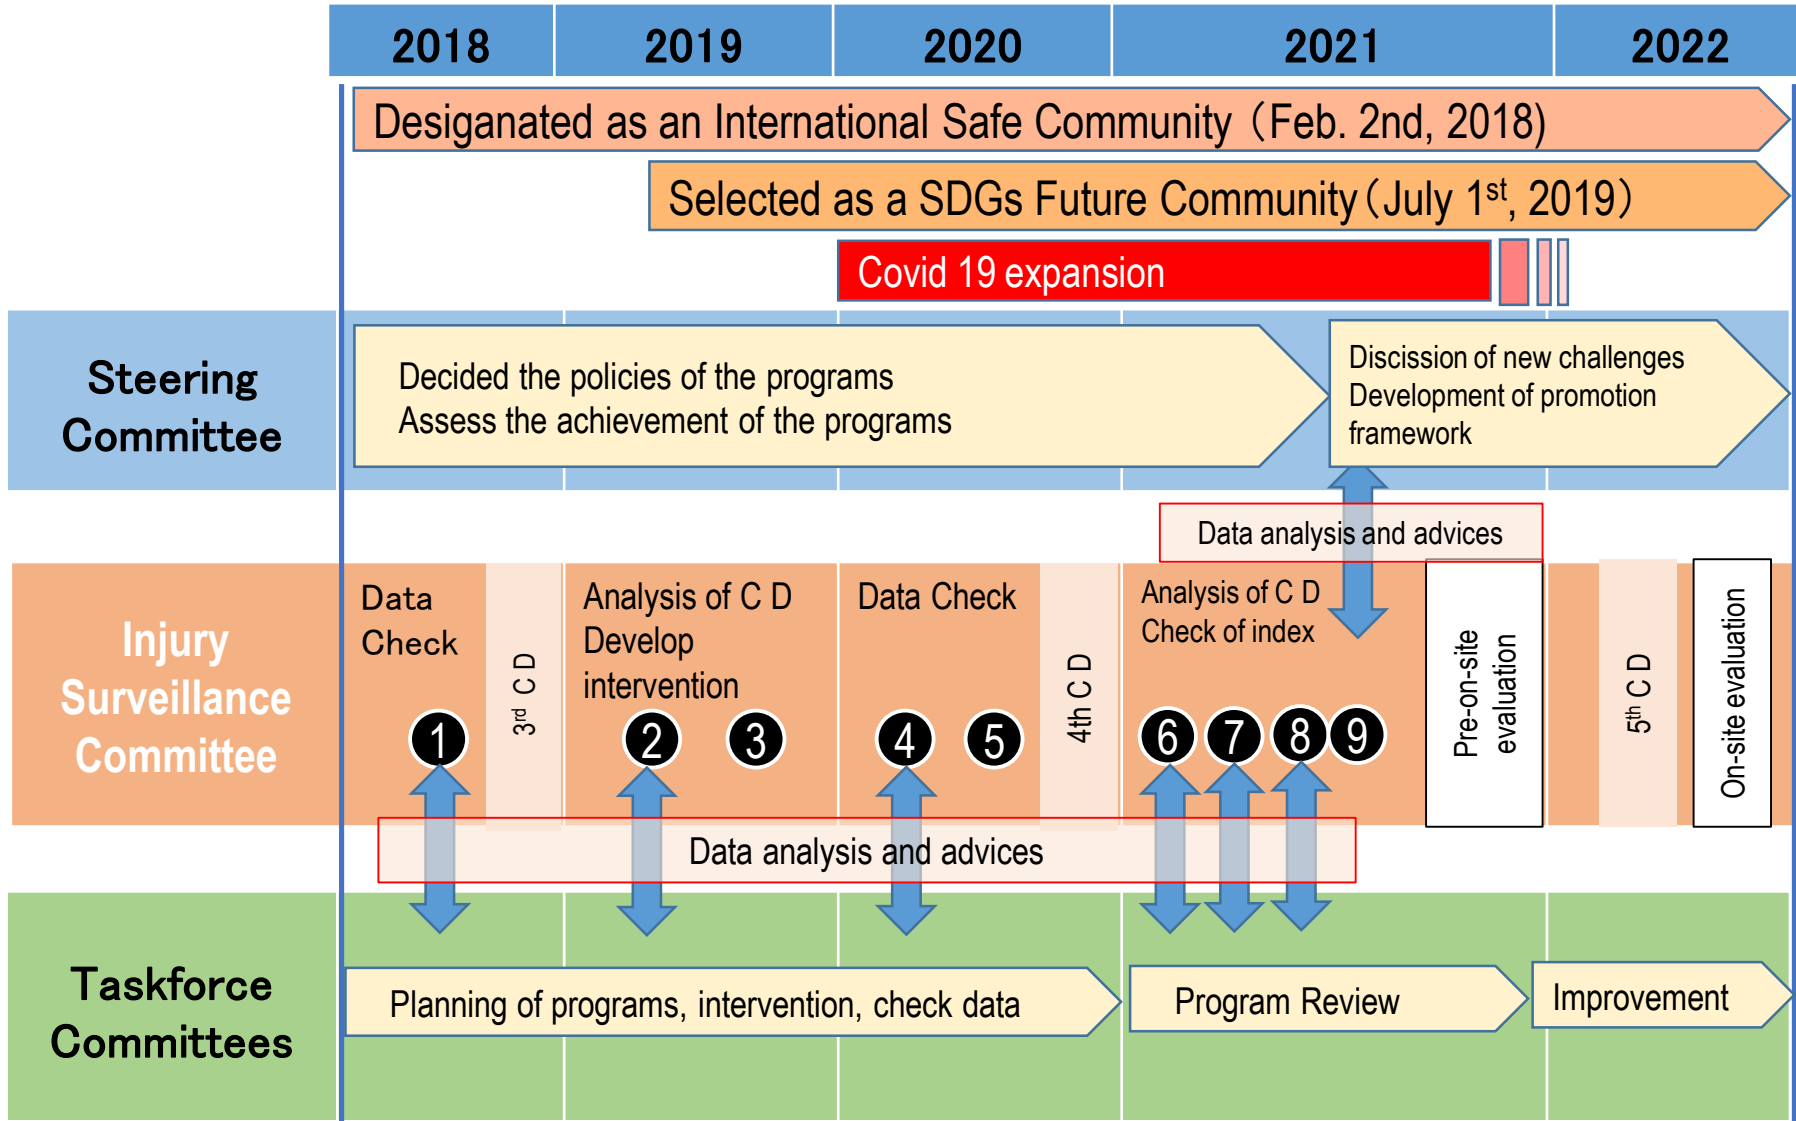 2018 2019 2020 2021 2022
Desiganated as an International Safe Community（Feb. 2nd, 2018)
Selected as a SDGs Future Community（July 1st, 2019）
Covid 19 expansion
Steering
Committee
Decided the policies of the programs
Assess the achievement of the programs
Discission of new challenges
Development of promotion
framework
Data analysis and advices
Injury
Surveillance
Committee
Data
Check
1
3rd C D
Analysis of C D
Develop
intervention
2 3
Data Check
4 5
4th C D
Analysis of C D
Check of index
6 7 8 9
Pre-on-site
evaluation
5th C D
On-site evaluation
Data analysis and advices
Taskforce
Committees
Planning of programs, intervention, check data
Program Review
Improvement